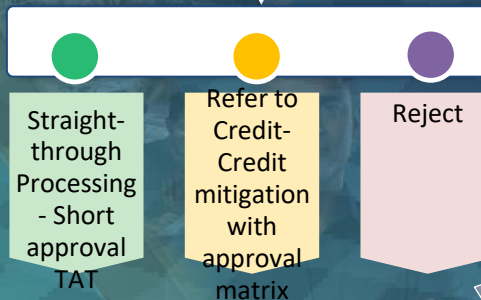 Straight-
through
Processing
- Short
approval
TAT
Refer to
Credit-
Credit
mitigation
with
approval
matrix
Reject